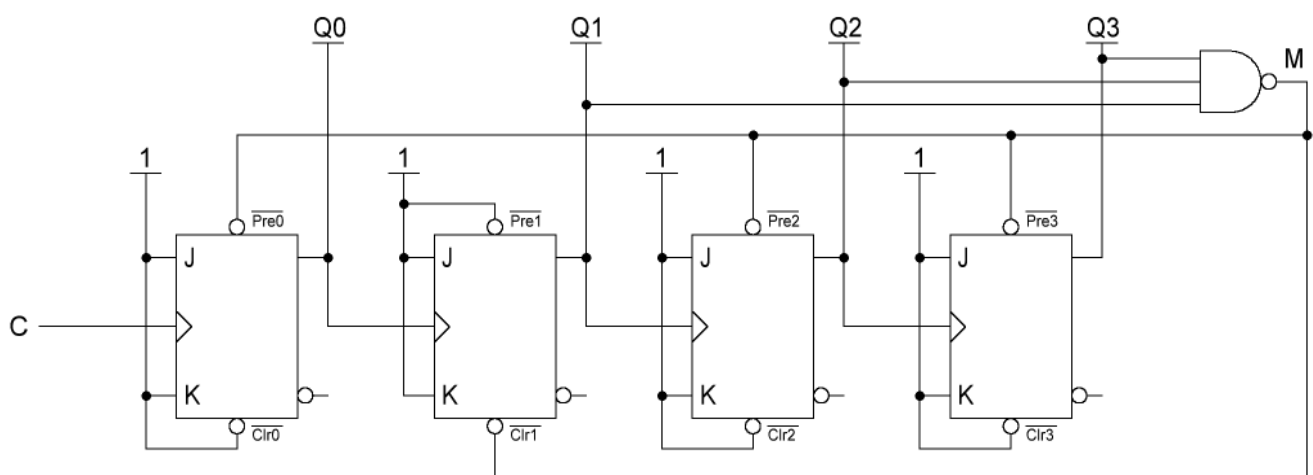 Q0 Q1 Q2 Q3
M
1 1 1 1
Pre0 Pre1 Pre2 Pre3
J J J J
C
K K K K
Clr0 Clr1 Clr2 Clr3